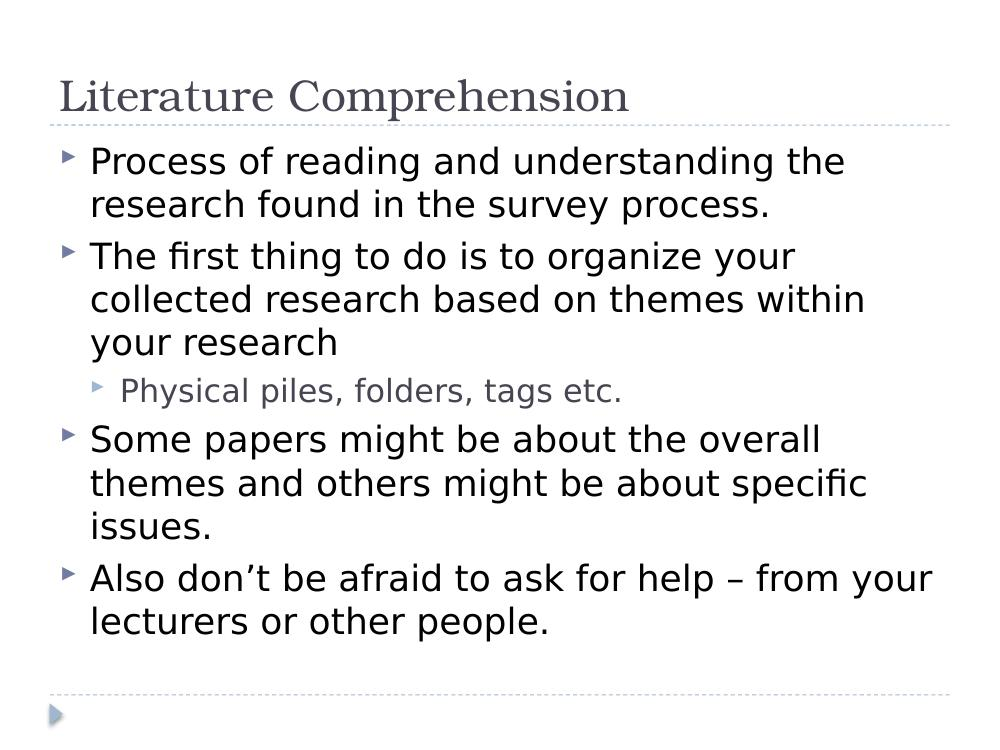 Literature Comprehension
Process of reading and understanding the
research found in the survey process.
The first thing to do is to organize your
collected research based on themes within
your research
Physical piles, folders, tags etc.
Some papers might be about the overall
themes and others might be about specific
issues.
Also don’t be afraid to ask for help – from your
lecturers or other people.